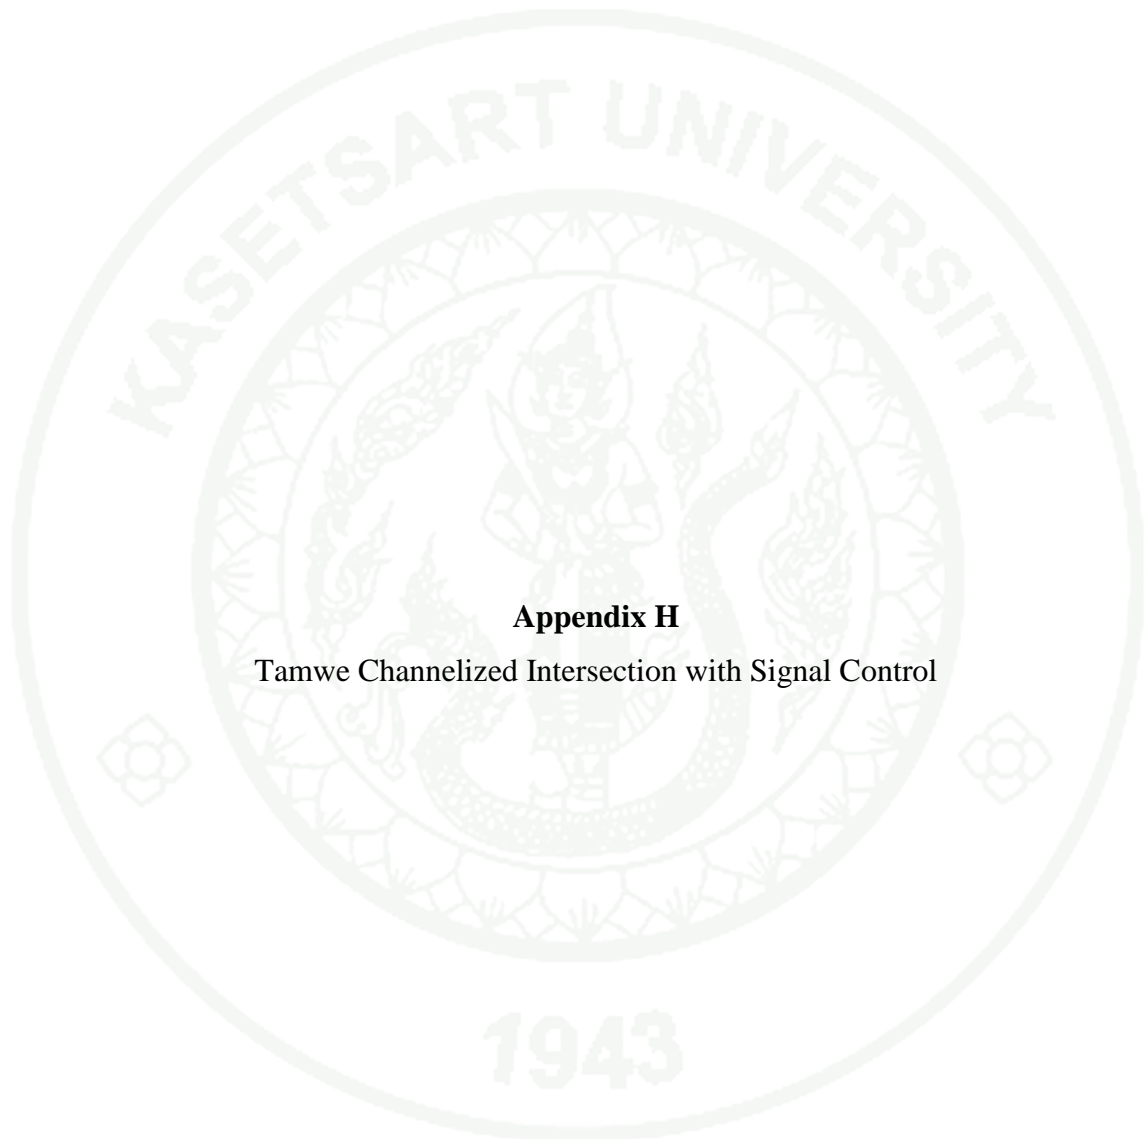 KASETSART UNIVERSITY
Appendix H
Tamwe Channelized Intersection with Signal Control
1943